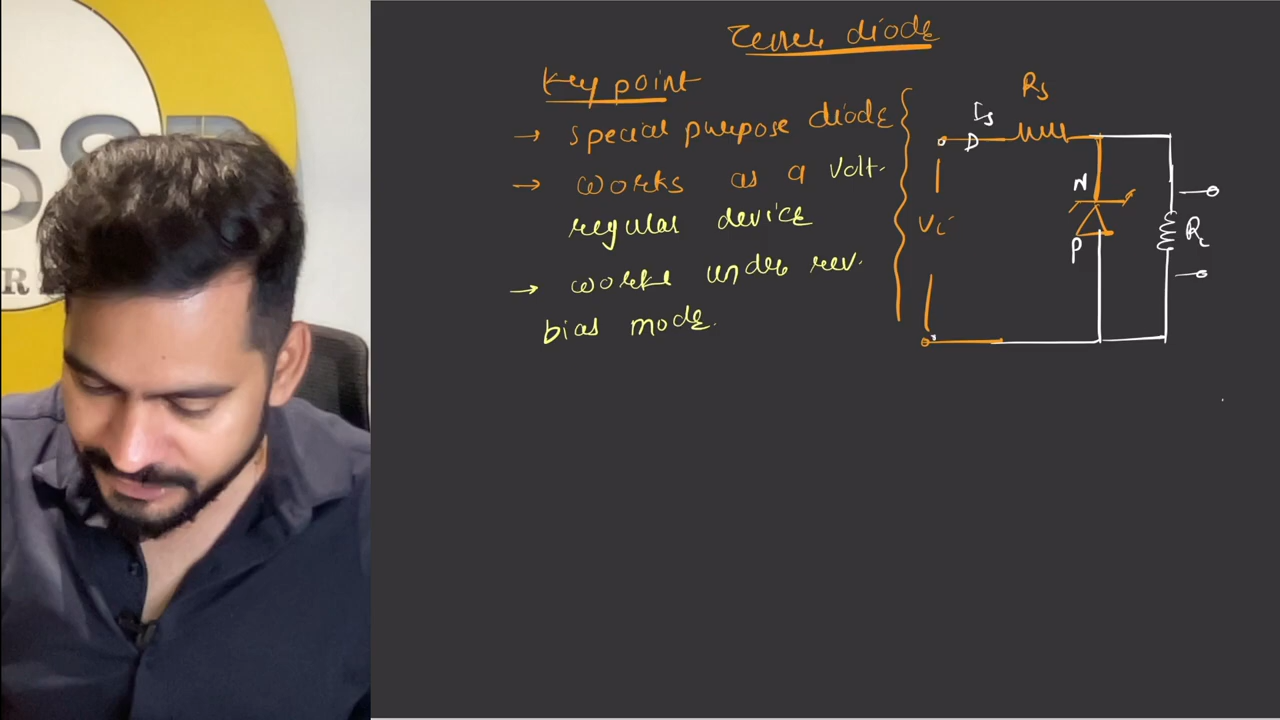 Zener diode
Key point
→ special purpose diode
→ works as a volt.
regular device
→ works under rev.
bias mode.
Is
Rs
Vi
N
P
RL